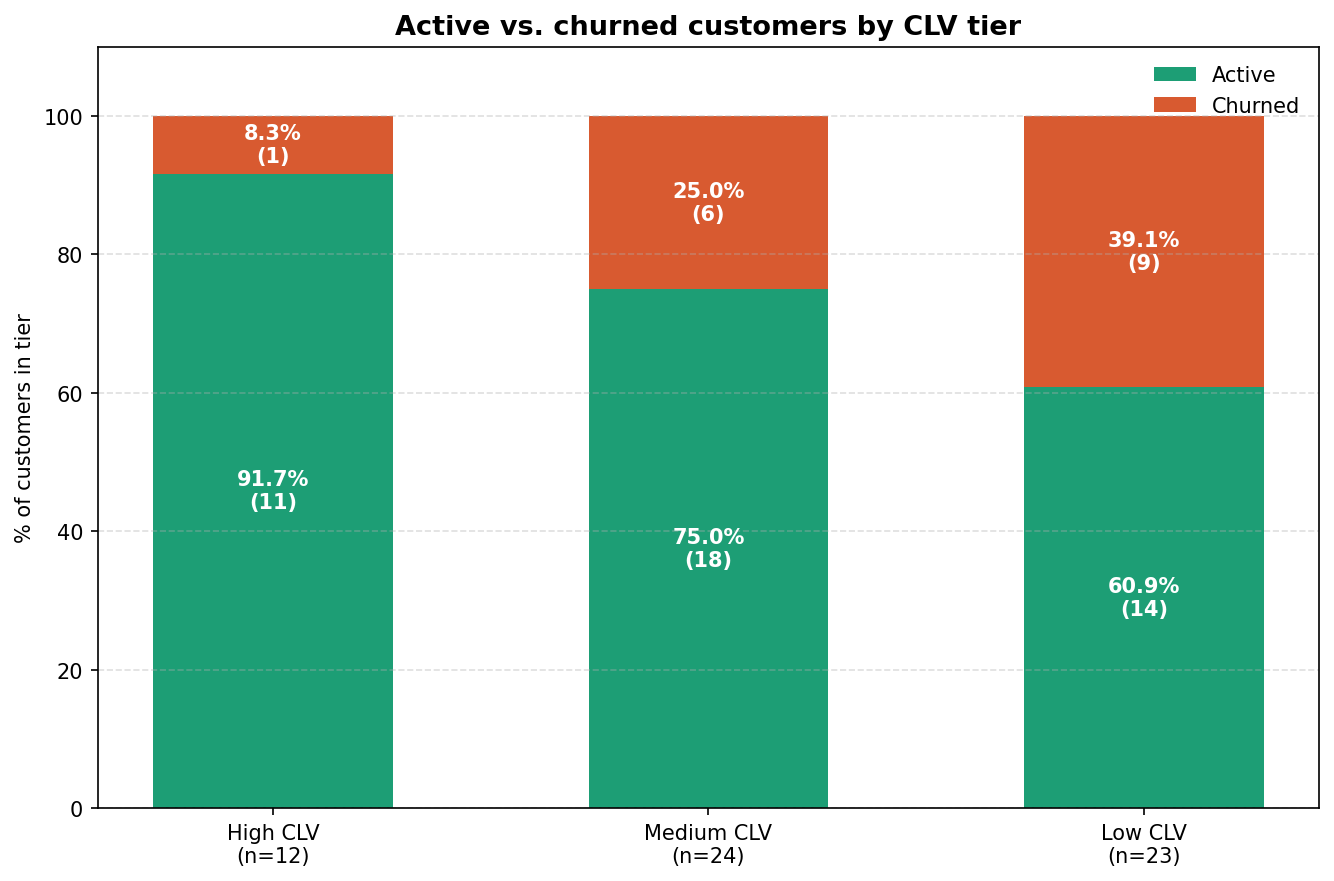 Active vs. churned customers by CLV tier
Active
Churned
% of customers in tier
100
80
60
40
20
0
8.3%
(1)
91.7%
(11)
25.0%
(6)
75.0%
(18)
39.1%
(9)
60.9%
(14)
High CLV
(n=12)
Medium CLV
(n=24)
Low CLV
(n=23)